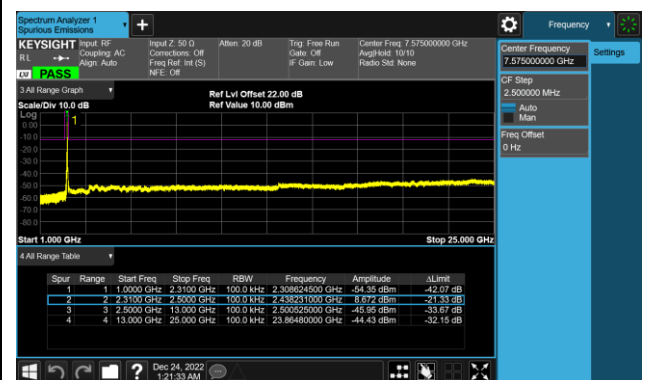 Spectrum Analyzer 1
Spurious Emissions
Frequency
KEYSIGHT Input: RF Input Z: 50 Ω Atten: 20 dB Trig: Free Run Center Freq: 7.575000000 GHz
RL Coupling: AC Corrections: Off Gate: Off Avg|Hold: 10/10
Align: Auto Freq Ref: Int (S) IF Gain: Low Radio Std: None
LXI PASS NFE: Off
Center Frequency
7.575000000 GHz
Settings
CF Step
2.500000 MHz
Auto
Man
Freq Offset
0 Hz
3 All Range Graph
Ref Lvl Offset 22.00 dB
Scale/Div 10.0 dB Ref Value 10.00 dBm
Log
1
0.00
-10.0
-20.0
-30.0
-40.0
-50.0
-60.0
-70.0
-80.0
Start 1.000 GHz Stop 25.000 GHz
4 All Range Table
Spur Range Start Freq Stop Freq RBW Frequency Amplitude ΔLimit
1 1 1.0000 GHz 2.3100 GHz 100.0 kHz 2.308624500 GHz -54.35 dBm -42.07 dB
2 2 2.3100 GHz 2.5000 GHz 100.0 kHz 2.438231000 GHz 8.672 dBm -21.33 dB
3 3 2.5000 GHz 13.000 GHz 100.0 kHz 2.500525000 GHz -45.95 dBm -33.67 dB
4 4 13.000 GHz 25.000 GHz 100.0 kHz 23.86480000 GHz -44.43 dBm -32.15 dB
? Dec 24, 2022
1:21:33 AM